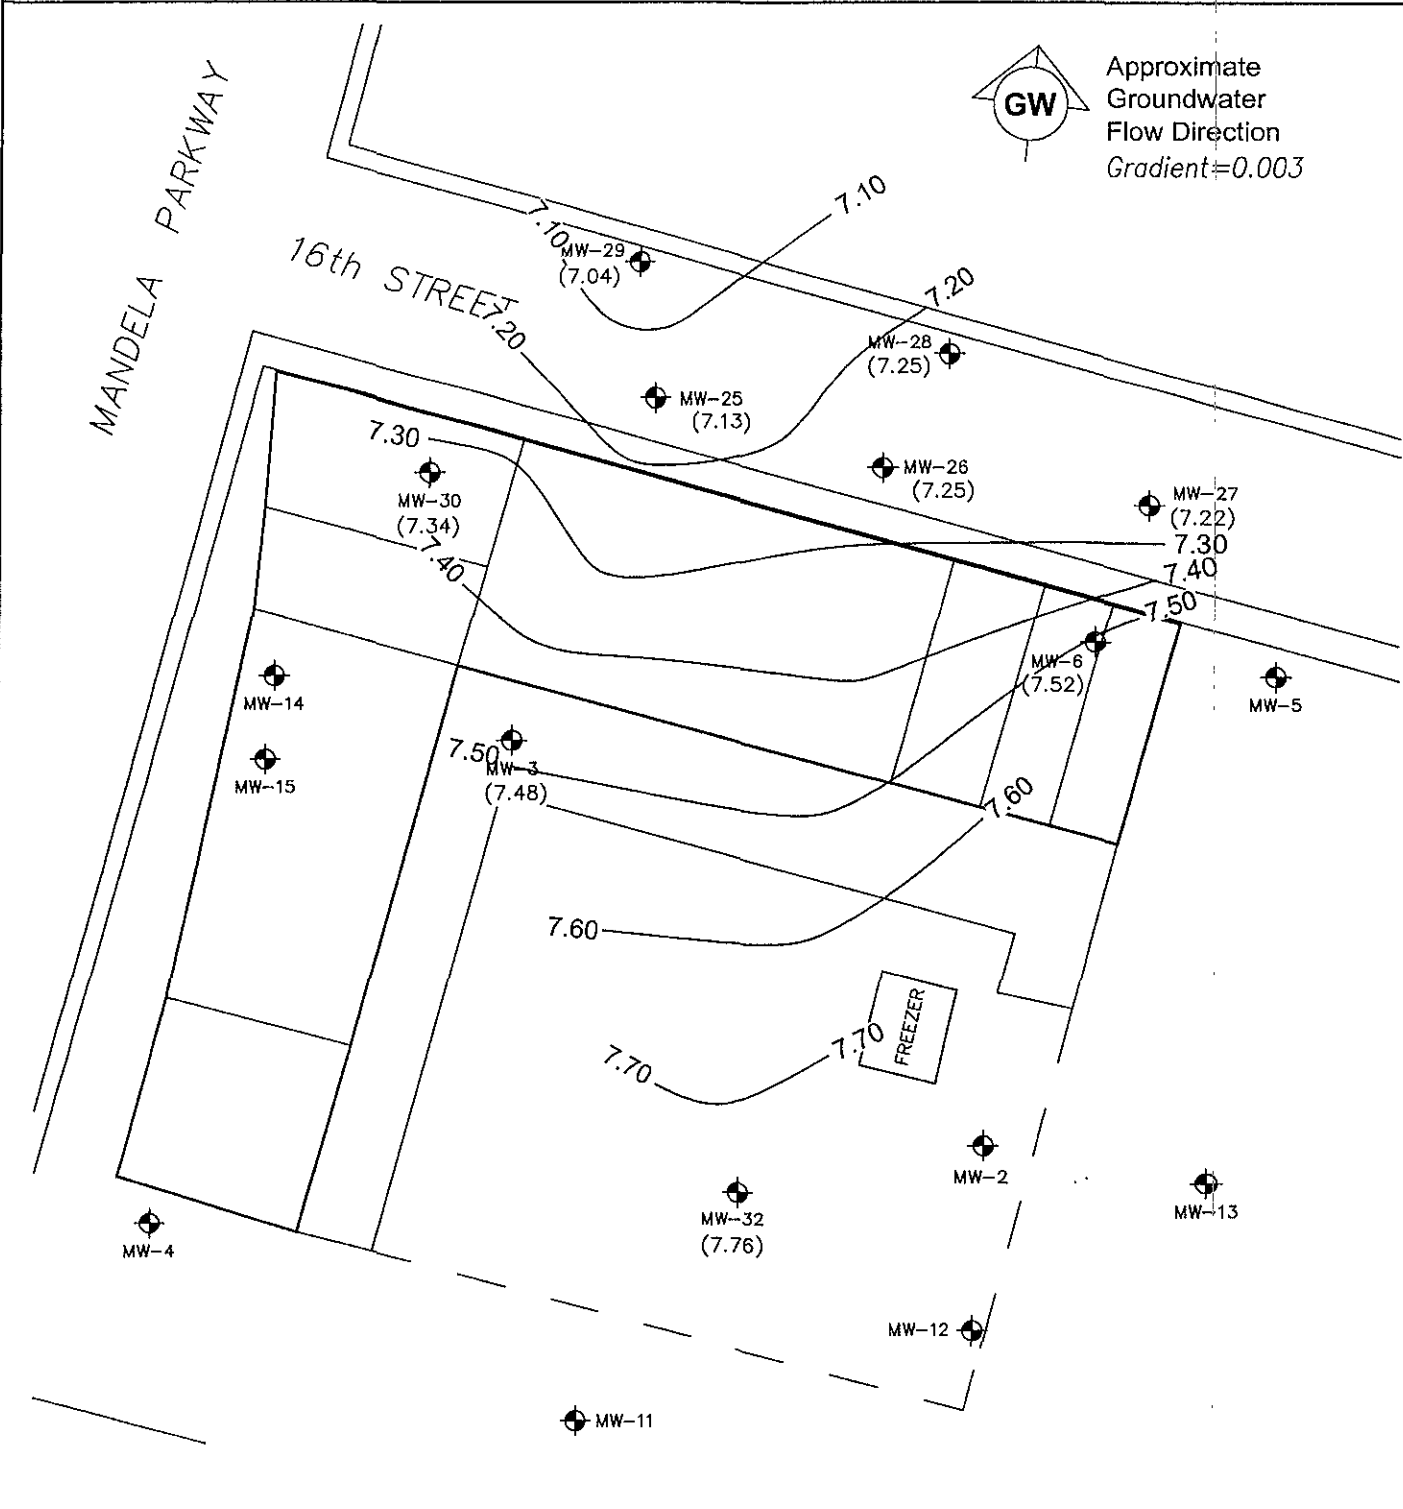 GW
Approximate
Groundwater
Flow Direction
Gradient=0.003
MANDELA PARKWAY
16th STREET
7.10
7.10
MW-29
(7.04)
7.20
7.20
MW-28
(7.25)
MW-25
(7.13)
7.30
MW-30
(7.34)
MW-26
(7.25)
MW-27
(7.22)
7.30
7.40
7.40
7.50
MW-6
(7.52)
MW-5
MW-14
MW-15
7.50
MW-3
(7.48)
7.60
7.60
FREEZER
7.70
7.70
MW-2
MW-13
MW-32
(7.76)
MW-4
MW-12
MW-11